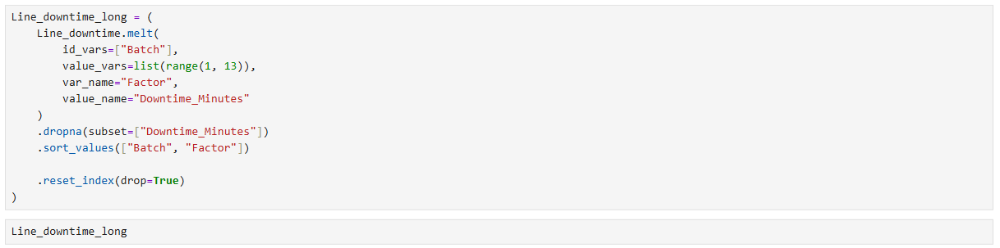 Line_downtime_long = (
    Line_downtime.melt(
        id_vars=["Batch"],
        value_vars=list(range(1, 13)),
        var_name="Factor",
        value_name="Downtime_Minutes"
    )
    .dropna(subset=["Downtime_Minutes"])
    .sort_values(["Batch", "Factor"])
    .reset_index(drop=True)
)
Line_downtime_long